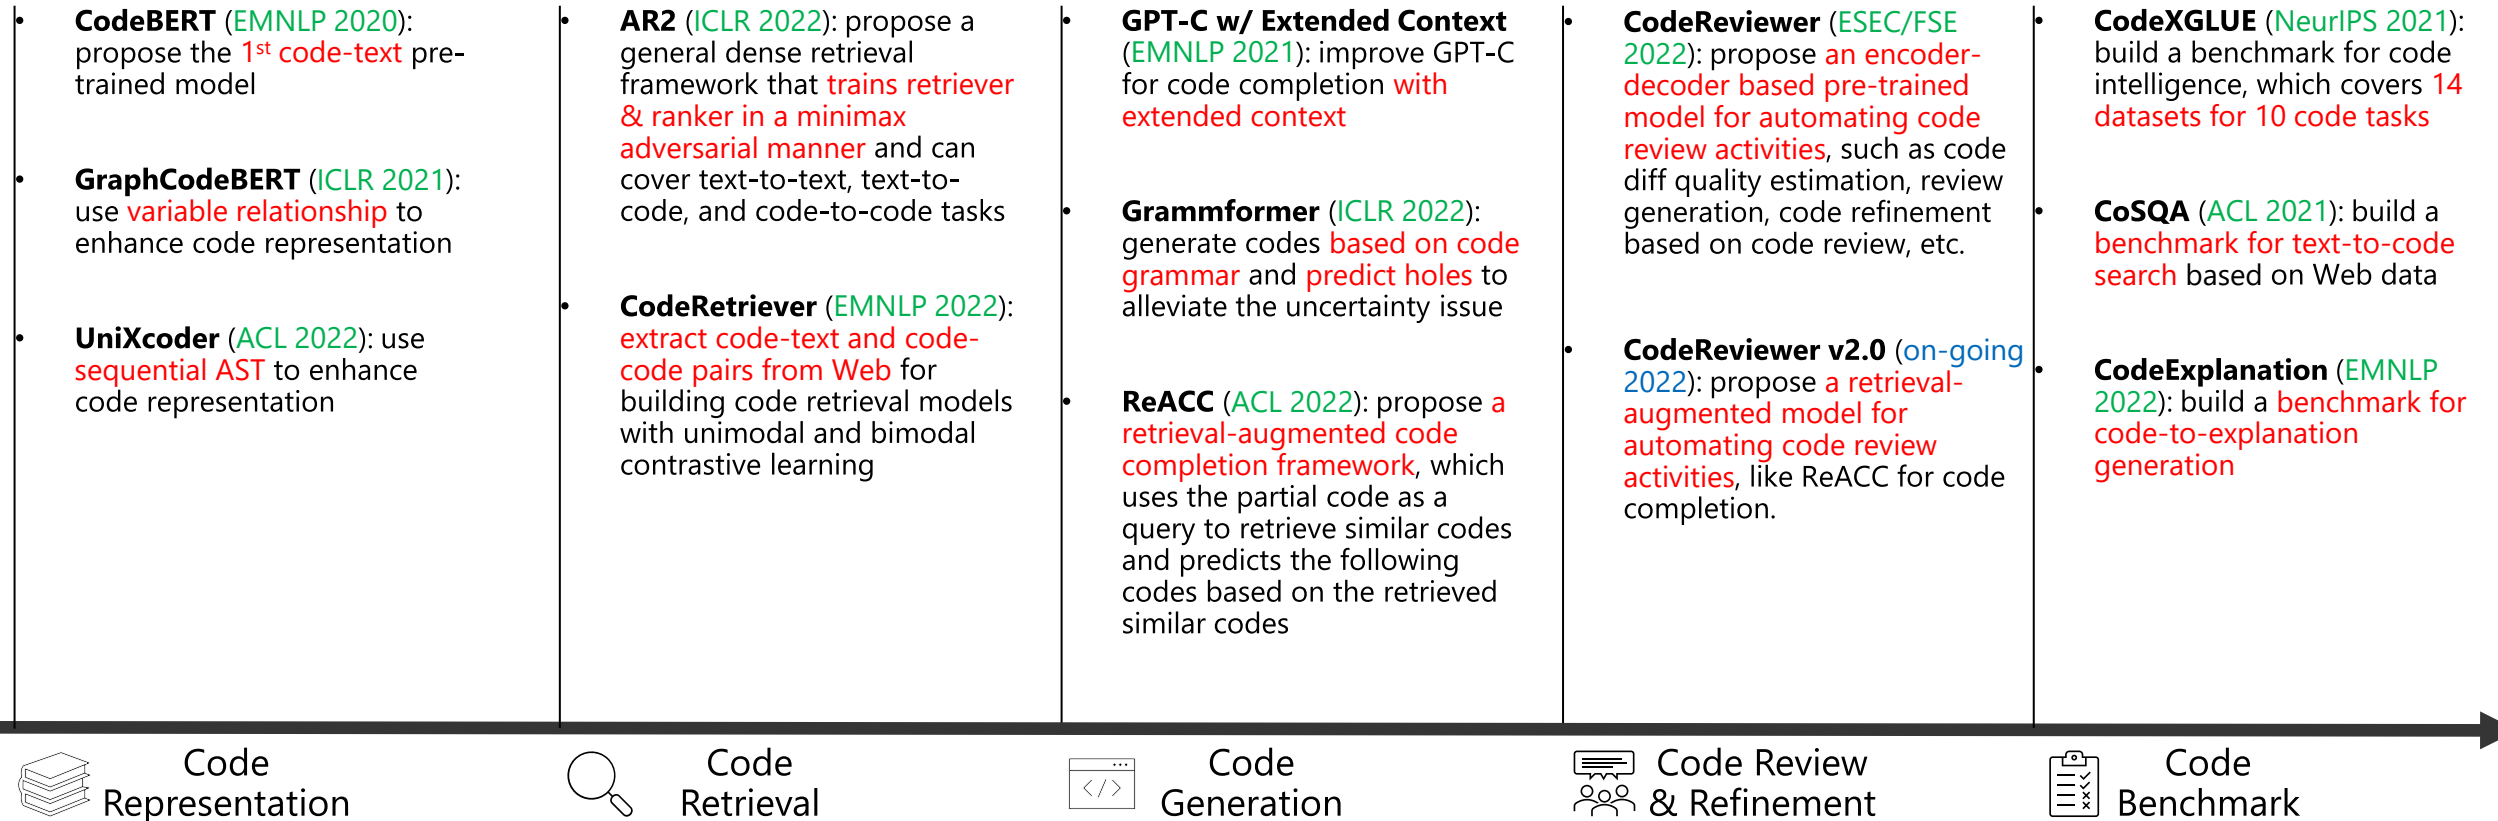 • CodeBERT (EMNLP 2020):
propose the 1st code-text pre-
trained model
• GraphCodeBERT (ICLR 2021):
use variable relationship to
enhance code representation
• UniXcoder (ACL 2022): use
sequential AST to enhance
code representation
• AR2 (ICLR 2022): propose a
general dense retrieval
framework that trains retriever
& ranker in a minimax
adversarial manner and can
cover text-to-text, text-to-
code, and code-to-code tasks
• CodeRetriever (EMNLP 2022):
extract code-text and code-
code pairs from Web for
building code retrieval models
with unimodal and bimodal
contrastive learning
• GPT-C w/ Extended Context
(EMNLP 2021): improve GPT-C
for code completion with
extended context
• Grammformer (ICLR 2022):
generate codes based on code
grammar and predict holes to
alleviate the uncertainty issue
• ReACC (ACL 2022): propose a
retrieval-augmented code
completion framework, which
uses the partial code as a
query to retrieve similar codes
and predicts the following
codes based on the retrieved
similar codes
• CodeReviewer (ESEC/FSE
2022): propose an encoder-
decoder based pre-trained
model for automating code
review activities, such as code
diff quality estimation, review
generation, code refinement
based on code review, etc.
• CodeReviewer v2.0 (on-going
2022): propose a retrieval-
augmented model for
automating code review
activities, like ReACC for code
completion.
• CodeXGLUE (NeurIPS 2021):
build a benchmark for code
intelligence, which covers 14
datasets for 10 code tasks
• CoSQA (ACL 2021): build a
benchmark for text-to-code
search based on Web data
• CodeExplanation (EMNLP
2022): build a benchmark for
code-to-explanation
generation
Code
Representation
Code
Retrieval
</>
Code
Generation
Code Review
& Refinement
Code
Benchmark